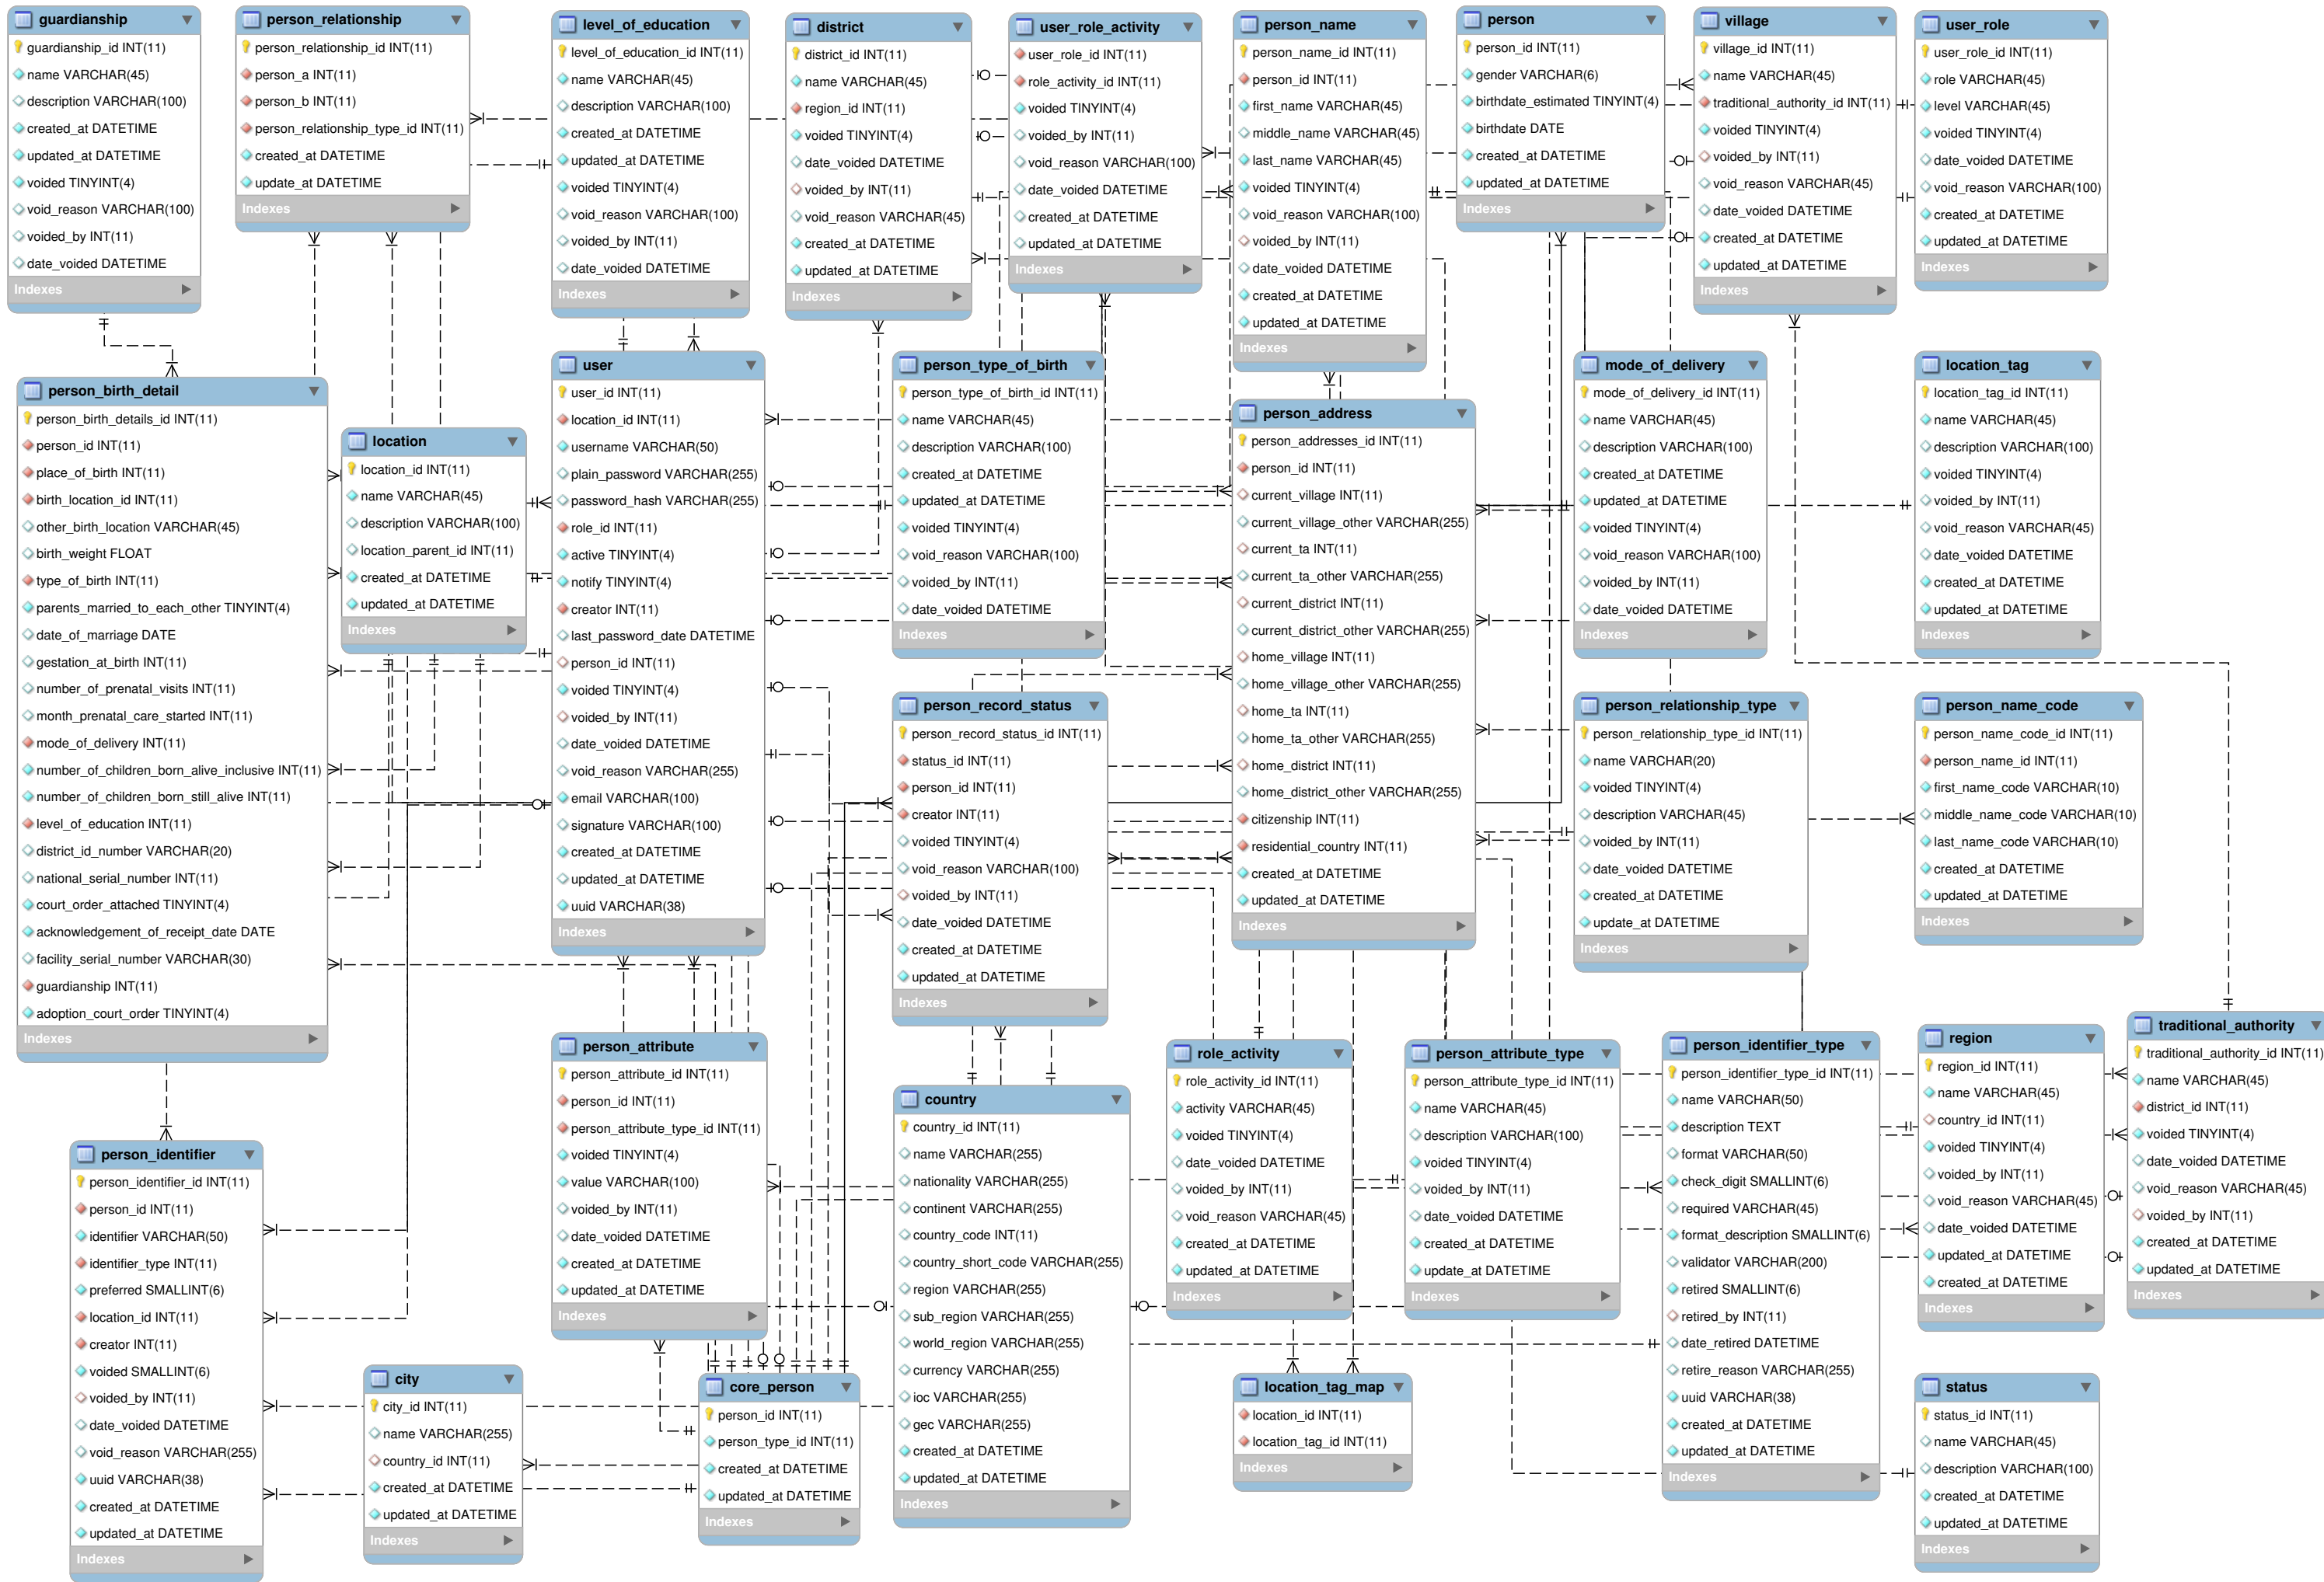 guardianship
guardianship_id INT(11)
name VARCHAR(45)
description VARCHAR(100)
created_at DATETIME
updated_at DATETIME
voided TINYINT(4)
void_reason VARCHAR(100)
voided_by INT(11)
date_voided DATETIME
Indexes
person_relationship
person_relationship_id INT(11)
person_a INT(11)
person_b INT(11)
person_relationship_type_id INT(11)
created_at DATETIME
update_at DATETIME
Indexes
level_of_education
level_of_education_id INT(11)
name VARCHAR(45)
description VARCHAR(100)
created_at DATETIME
updated_at DATETIME
voided TINYINT(4)
void_reason VARCHAR(100)
voided_by INT(11)
date_voided DATETIME
Indexes
district
district_id INT(11)
name VARCHAR(45)
region_id INT(11)
voided TINYINT(4)
date_voided DATETIME
voided_by INT(11)
void_reason VARCHAR(45)
created_at DATETIME
updated_at DATETIME
Indexes
user_role_activity
user_role_id INT(11)
role_activity_id INT(11)
voided TINYINT(4)
voided_by INT(11)
void_reason VARCHAR(100)
date_voided DATETIME
created_at DATETIME
updated_at DATETIME
Indexes
person_name
person_name_id INT(11)
person_id INT(11)
first_name VARCHAR(45)
middle_name VARCHAR(45)
last_name VARCHAR(45)
voided TINYINT(4)
void_reason VARCHAR(100)
voided_by INT(11)
date_voided DATETIME
created_at DATETIME
updated_at DATETIME
Indexes
person
person_id INT(11)
gender VARCHAR(6)
birthdate_estimated TINYINT(4)
birthdate DATE
created_at DATETIME
updated_at DATETIME
Indexes
village
village_id INT(11)
name VARCHAR(45)
traditional_authority_id INT(11)
voided TINYINT(4)
voided_by INT(11)
void_reason VARCHAR(45)
date_voided DATETIME
created_at DATETIME
updated_at DATETIME
Indexes
user_role
user_role_id INT(11)
role VARCHAR(45)
level VARCHAR(45)
voided TINYINT(4)
date_voided DATETIME
void_reason VARCHAR(100)
created_at DATETIME
updated_at DATETIME
Indexes
person_birth_detail
person_birth_details_id INT(11)
person_id INT(11)
place_of_birth INT(11)
birth_location_id INT(11)
other_birth_location VARCHAR(45)
birth_weight FLOAT
type_of_birth INT(11)
parents_married_to_each_other TINYINT(4)
date_of_marriage DATE
gestation_at_birth INT(11)
number_of_prenatal_visits INT(11)
month_prenatal_care_started INT(11)
mode_of_delivery INT(11)
number_of_children_born_alive_inclusive INT(11)
number_of_children_born_still_alive INT(11)
level_of_education INT(11)
district_id_number VARCHAR(20)
national_serial_number INT(11)
court_order_attached TINYINT(4)
acknowledgement_of_receipt_date DATE
facility_serial_number VARCHAR(30)
guardianship INT(11)
adoption_court_order TINYINT(4)
Indexes
location
location_id INT(11)
name VARCHAR(45)
description VARCHAR(100)
location_parent_id INT(11)
created_at DATETIME
updated_at DATETIME
Indexes
user
user_id INT(11)
location_id INT(11)
username VARCHAR(50)
plain_password VARCHAR(255)
password_hash VARCHAR(255)
role_id INT(11)
active TINYINT(4)
notify TINYINT(4)
creator INT(11)
last_password_date DATETIME
person_id INT(11)
voided TINYINT(4)
voided_by INT(11)
date_voided DATETIME
void_reason VARCHAR(255)
email VARCHAR(100)
signature VARCHAR(100)
created_at DATETIME
updated_at DATETIME
uuid VARCHAR(38)
Indexes
person_type_of_birth
person_type_of_birth_id INT(11)
name VARCHAR(45)
description VARCHAR(100)
created_at DATETIME
updated_at DATETIME
voided TINYINT(4)
void_reason VARCHAR(100)
voided_by INT(11)
date_voided DATETIME
Indexes
person_address
person_addresses_id INT(11)
person_id INT(11)
current_village INT(11)
current_village_other VARCHAR(255)
current_ta INT(11)
current_ta_other VARCHAR(255)
current_district INT(11)
current_district_other VARCHAR(255)
home_village INT(11)
home_village_other VARCHAR(255)
home_ta INT(11)
home_ta_other VARCHAR(255)
home_district INT(11)
home_district_other VARCHAR(255)
citizenship INT(11)
residential_country INT(11)
created_at DATETIME
updated_at DATETIME
Indexes
mode_of_delivery
mode_of_delivery_id INT(11)
name VARCHAR(45)
description VARCHAR(100)
created_at DATETIME
updated_at DATETIME
voided TINYINT(4)
void_reason VARCHAR(100)
voided_by INT(11)
date_voided DATETIME
Indexes
location_tag
location_tag_id INT(11)
name VARCHAR(45)
description VARCHAR(100)
voided TINYINT(4)
voided_by INT(11)
void_reason VARCHAR(45)
date_voided DATETIME
created_at DATETIME
updated_at DATETIME
Indexes
person_record_status
person_record_status_id INT(11)
status_id INT(11)
person_id INT(11)
creator INT(11)
voided TINYINT(4)
void_reason VARCHAR(100)
voided_by INT(11)
date_voided DATETIME
created_at DATETIME
updated_at DATETIME
Indexes
person_relationship_type
person_relationship_type_id INT(11)
name VARCHAR(20)
voided TINYINT(4)
description VARCHAR(45)
voided_by INT(11)
date_voided DATETIME
created_at DATETIME
update_at DATETIME
Indexes
person_name_code
person_name_code_id INT(11)
person_name_id INT(11)
first_name_code VARCHAR(10)
middle_name_code VARCHAR(10)
last_name_code VARCHAR(10)
created_at DATETIME
updated_at DATETIME
Indexes
person_identifier
person_identifier_id INT(11)
person_id INT(11)
identifier VARCHAR(50)
identifier_type INT(11)
preferred SMALLINT(6)
location_id INT(11)
creator INT(11)
voided SMALLINT(6)
voided_by INT(11)
date_voided DATETIME
void_reason VARCHAR(255)
uuid VARCHAR(38)
created_at DATETIME
updated_at DATETIME
Indexes
city
city_id INT(11)
name VARCHAR(255)
country_id INT(11)
created_at DATETIME
updated_at DATETIME
Indexes
person_attribute
person_attribute_id INT(11)
person_id INT(11)
person_attribute_type_id INT(11)
voided TINYINT(4)
value VARCHAR(100)
voided_by INT(11)
date_voided DATETIME
created_at DATETIME
updated_at DATETIME
Indexes
core_person
person_id INT(11)
person_type_id INT(11)
created_at DATETIME
updated_at DATETIME
Indexes
country
country_id INT(11)
name VARCHAR(255)
nationality VARCHAR(255)
continent VARCHAR(255)
country_code INT(11)
country_short_code VARCHAR(255)
region VARCHAR(255)
sub_region VARCHAR(255)
world_region VARCHAR(255)
currency VARCHAR(255)
ioc VARCHAR(255)
gec VARCHAR(255)
created_at DATETIME
updated_at DATETIME
Indexes
role_activity
role_activity_id INT(11)
activity VARCHAR(45)
voided TINYINT(4)
date_voided DATETIME
voided_by INT(11)
void_reason VARCHAR(45)
created_at DATETIME
updated_at DATETIME
Indexes
location_tag_map
location_id INT(11)
location_tag_id INT(11)
Indexes
person_attribute_type
person_attribute_type_id INT(11)
name VARCHAR(45)
description VARCHAR(100)
voided TINYINT(4)
voided_by INT(11)
date_voided DATETIME
created_at DATETIME
update_at DATETIME
Indexes
person_identifier_type
person_identifier_type_id INT(11)
name VARCHAR(50)
description TEXT
format VARCHAR(50)
check_digit SMALLINT(6)
required VARCHAR(45)
format_description SMALLINT(6)
validator VARCHAR(200)
retired SMALLINT(6)
retired_by INT(11)
date_retired DATETIME
retire_reason VARCHAR(255)
uuid VARCHAR(38)
created_at DATETIME
updated_at DATETIME
Indexes
region
region_id INT(11)
name VARCHAR(45)
country_id INT(11)
voided TINYINT(4)
voided_by INT(11)
void_reason VARCHAR(45)
date_voided DATETIME
updated_at DATETIME
created_at DATETIME
Indexes
traditional_authority
traditional_authority_id INT(11)
name VARCHAR(45)
district_id INT(11)
voided TINYINT(4)
date_voided DATETIME
void_reason VARCHAR(45)
voided_by INT(11)
created_at DATETIME
updated_at DATETIME
Indexes
status
status_id INT(11)
name VARCHAR(45)
description VARCHAR(100)
created_at DATETIME
updated_at DATETIME
Indexes